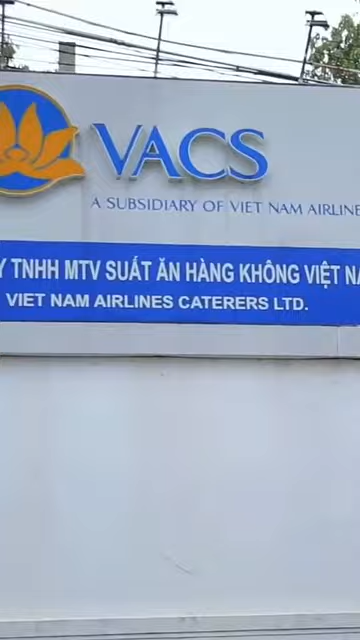 VACS
A SUBSIDIARY OF VIET NAM AIRLINE
Y TNHH MTV SUẤT ĂN HÀNG KHÔNG VIỆT NA
VIET NAM AIRLINES CATERERS LTD.